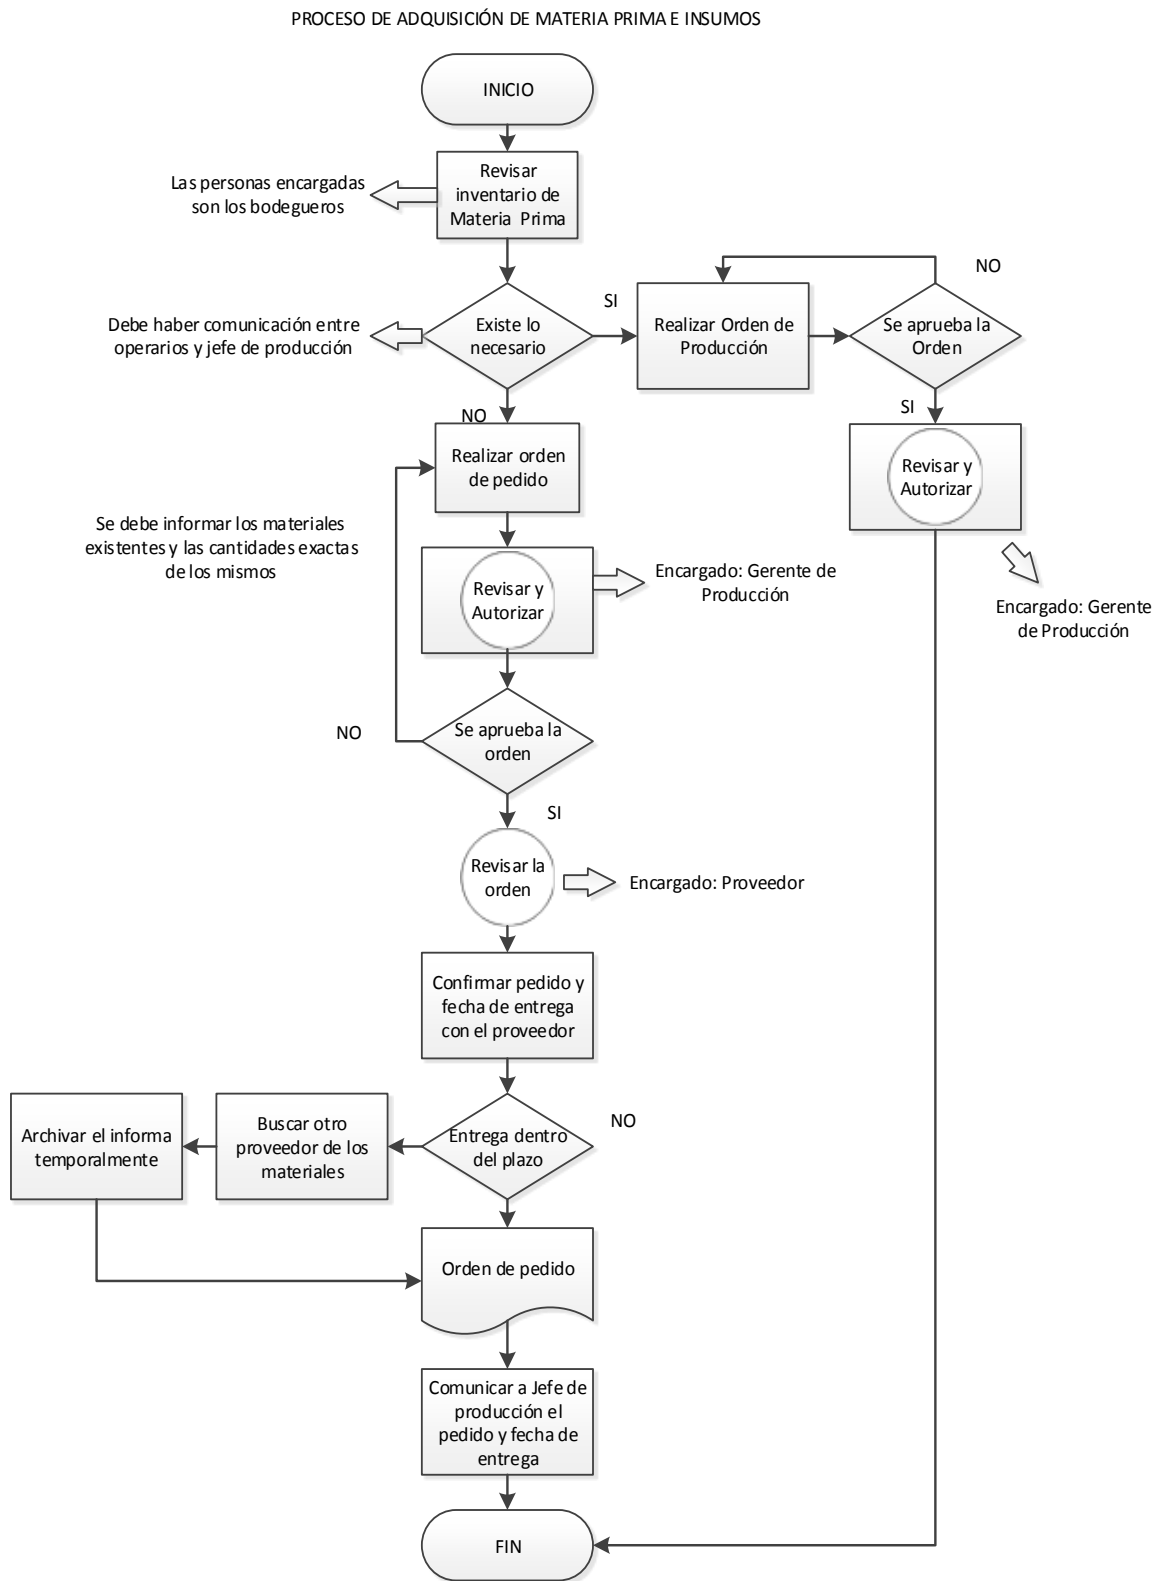 PROCESO DE ADQUISICIÓN DE MATERIA PRIMA E INSUMOS
INICIO
Revisar
inventario de
Materia Prima
Las personas encargadas
son los bodegueros
Existe lo
necesario
Debe haber comunicación entre
operarios y jefe de producción
SI
Realizar Orden de
Producción
Se aprueba la
Orden
NO
SI
Revisar y
Autorizar
Encargado: Gerente
de Producción
NO
Realizar orden
de pedido
Se debe informar los materiales
existentes y las cantidades exactas
de los mismos
Revisar y
Autorizar
Encargado: Gerente de
Producción
Se aprueba la
orden
NO
SI
Revisar la
orden
Encargado: Proveedor
Confirmar pedido y
fecha de entrega
con el proveedor
Entrega dentro
del plazo
NO
Buscar otro
proveedor de los
materiales
Archivar el informa
temporalmente
Orden de pedido
Comunicar a Jefe de
producción el
pedido y fecha de
entrega
FIN